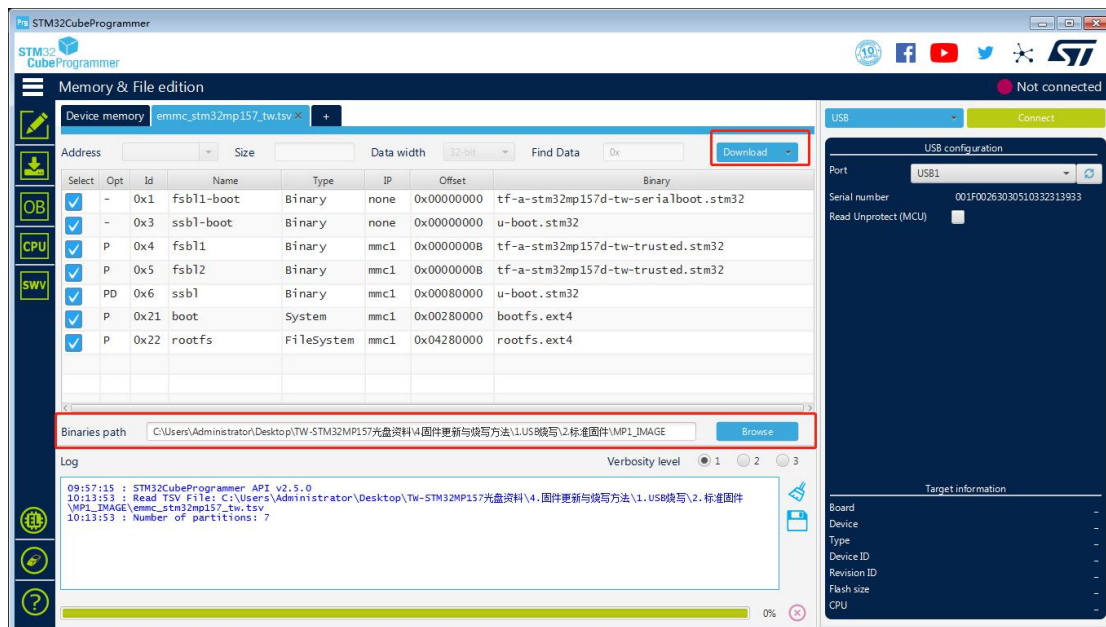 Prg STM32CubeProgrammer
STM32
CubeProgrammer
Memory & File edition
Not connected
Device memory emmc_stm32mp157_tw.tsv × +
Address Size Data width 32-bit Find Data 0x Download
Select Opt Id Name Type IP Offset Binary
- 0x1 fsbl1-boot Binary none 0x00000000 tf-a-stm32mp157d-tw-serialboot.stm32
- 0x3 ssbl-boot Binary none 0x00000000 u-boot.stm32
P 0x4 fsbl1 Binary mmc1 0x0000000B tf-a-stm32mp157d-tw-trusted.stm32
P 0x5 fsbl2 Binary mmc1 0x0000000B tf-a-stm32mp157d-tw-trusted.stm32
PD 0x6 ssbl Binary mmc1 0x00080000 u-boot.stm32
P 0x21 boot System mmc1 0x00280000 bootfs.ext4
P 0x22 rootfs FileSystem mmc1 0x04280000 rootfs.ext4
Binaries path C:\Users\Administrator\Desktop\TW-STM32MP157光盘资料\4.固件更新与烧写方法\1.USB烧写\2.标准固件\MP1_IMAGE Browse
Log Verbosity level 1 2 3
09:57:15 : STM32CubeProgrammer API v2.5.0
10:13:53 : Read TSV File: C:\Users\Administrator\Desktop\TW-STM32MP157光盘资料\4.固件更新与烧写方法\1.USB烧写\2.标准固件
\MP1_IMAGE\emmc_stm32mp157_tw.tsv
10:13:53 : Number of partitions: 7
0%
OB
CPU
SWV
EL
?
USB Connect
USB configuration
Port USB1
Serial number 001F00263030510332313933
Read Unprotect (MCU)
Target information
Board -
Device -
Type -
Device ID -
Revision ID -
Flash size -
CPU -